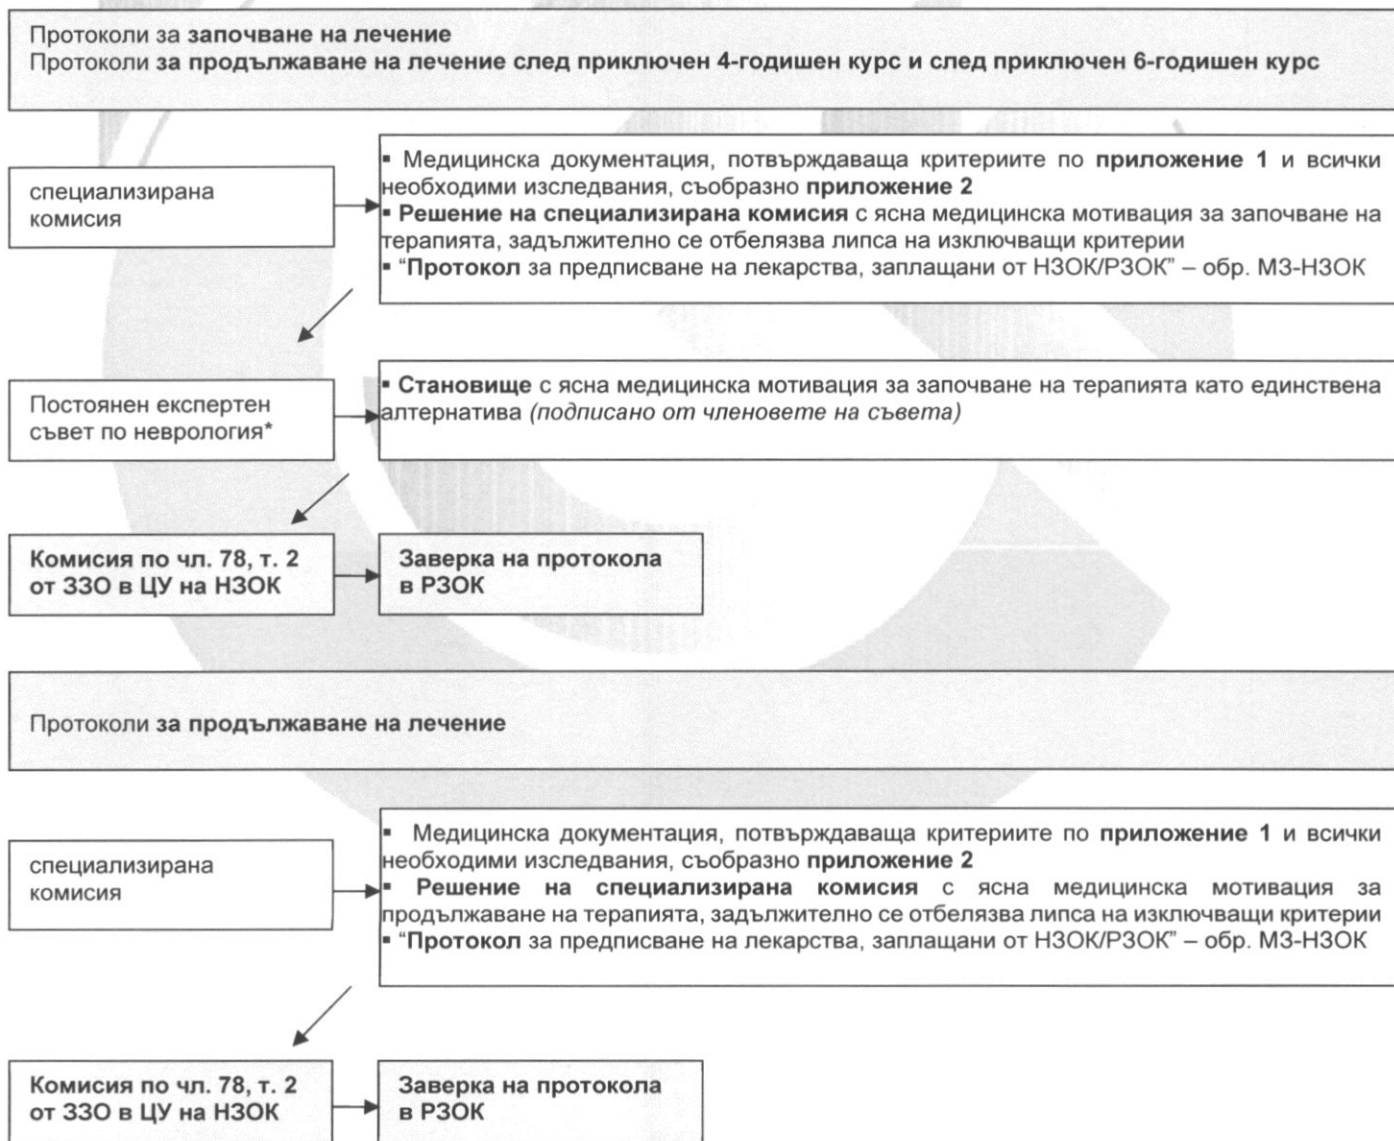 Протоколи за започване на лечение
Протоколи за продължаване на лечение след приключен 4-годишен курс и след приключен 6-годишен курс
специализирана
комисия
▪ Медицинска документация, потвърждаваща критериите по приложение 1 и всички
необходими изследвания, съобразно приложение 2
▪ Решение на специализирана комисия с ясна медицинска мотивация за започване на
терапията, задължително се отбелязва липса на изключващи критерии
▪ “Протокол за предписване на лекарства, заплащани от НЗОК/РЗОК” – обр. МЗ-НЗОК
Постоянен експертен
съвет по неврология*
▪ Становище с ясна медицинска мотивация за започване на терапията като единствена
алтернатива (подписано от членовете на съвета)
Комисия по чл. 78, т. 2
от ЗЗО в ЦУ на НЗОК
Заверка на протокола
в РЗОК
Протоколи за продължаване на лечение
специализирана
комисия
▪ Медицинска документация, потвърждаваща критериите по приложение 1 и всички
необходими изследвания, съобразно приложение 2
▪ Решение на специализирана комисия с ясна медицинска мотивация за
продължаване на терапията, задължително се отбелязва липса на изключващи критерии
▪ “Протокол за предписване на лекарства, заплащани от НЗОК/РЗОК” – обр. МЗ-НЗОК
Комисия по чл. 78, т. 2
от ЗЗО в ЦУ на НЗОК
Заверка на протокола
в РЗОК